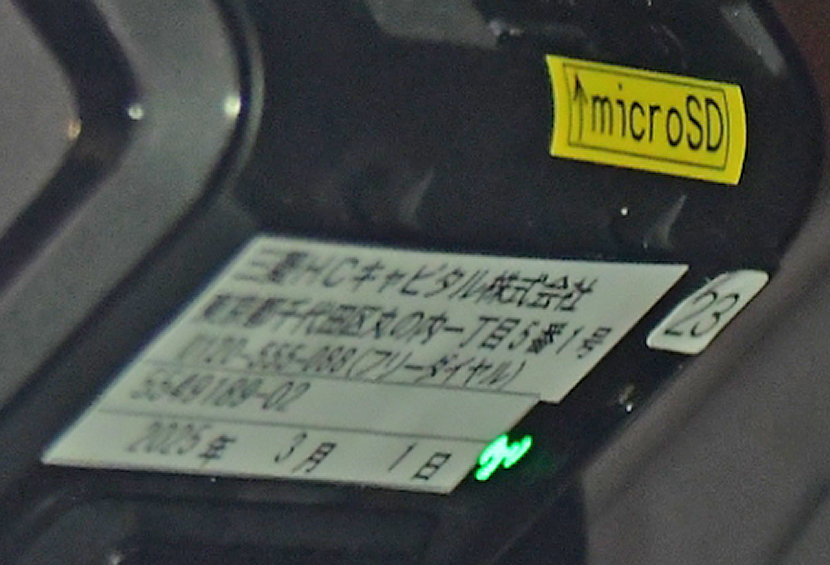 ↑microSD
三菱HCキャピタル株式会社
東京都千代田区丸の内一丁目5番1号
0120-555-088(フリーダイヤル)
5549189-02
2025年 3月 1日
23